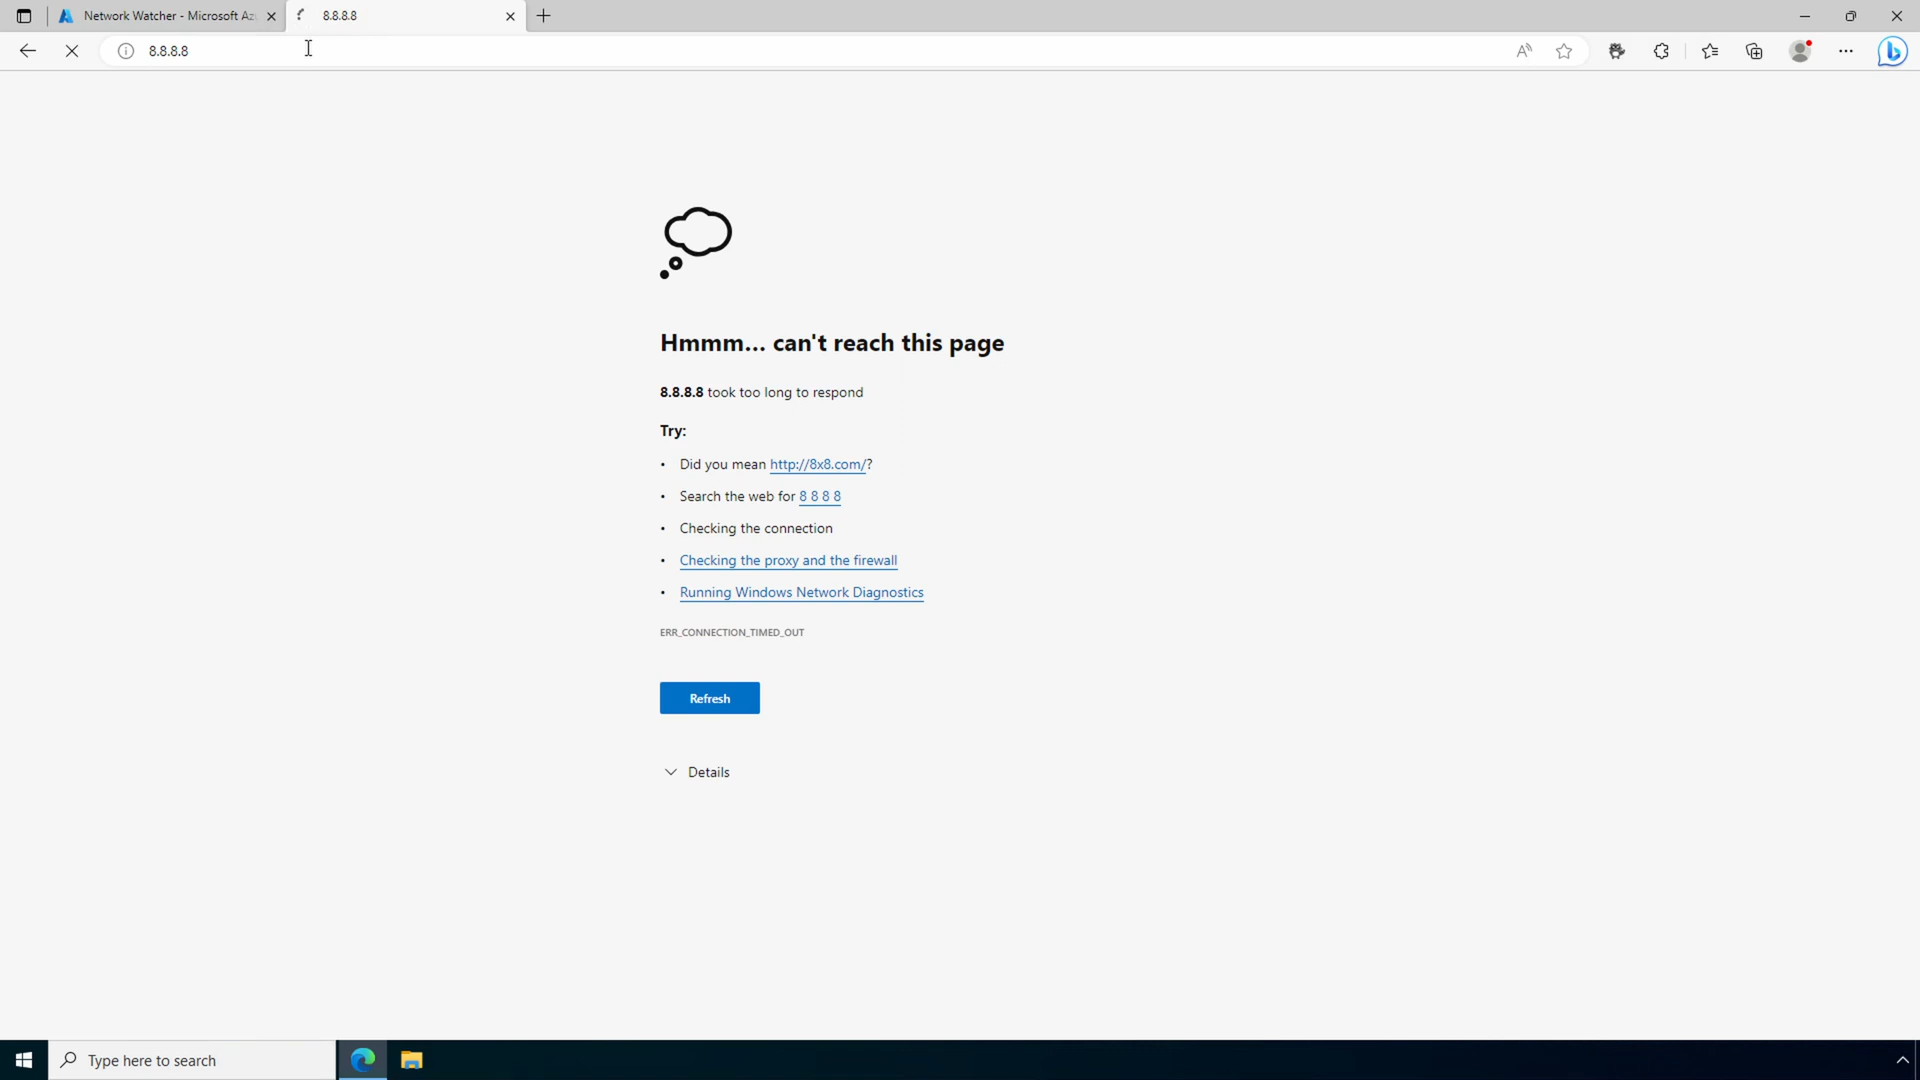 Network Watcher - Microsoft Az
8.8.8.8
8.8.8.8
Hmmm... can't reach this page
8.8.8.8 took too long to respond
Try:
• Did you mean http://8x8.com/?
• Search the web for 8 8 8 8
• Checking the connection
• Checking the proxy and the firewall
• Running Windows Network Diagnostics
ERR_CONNECTION_TIMED_OUT
Refresh
Details
Type here to search